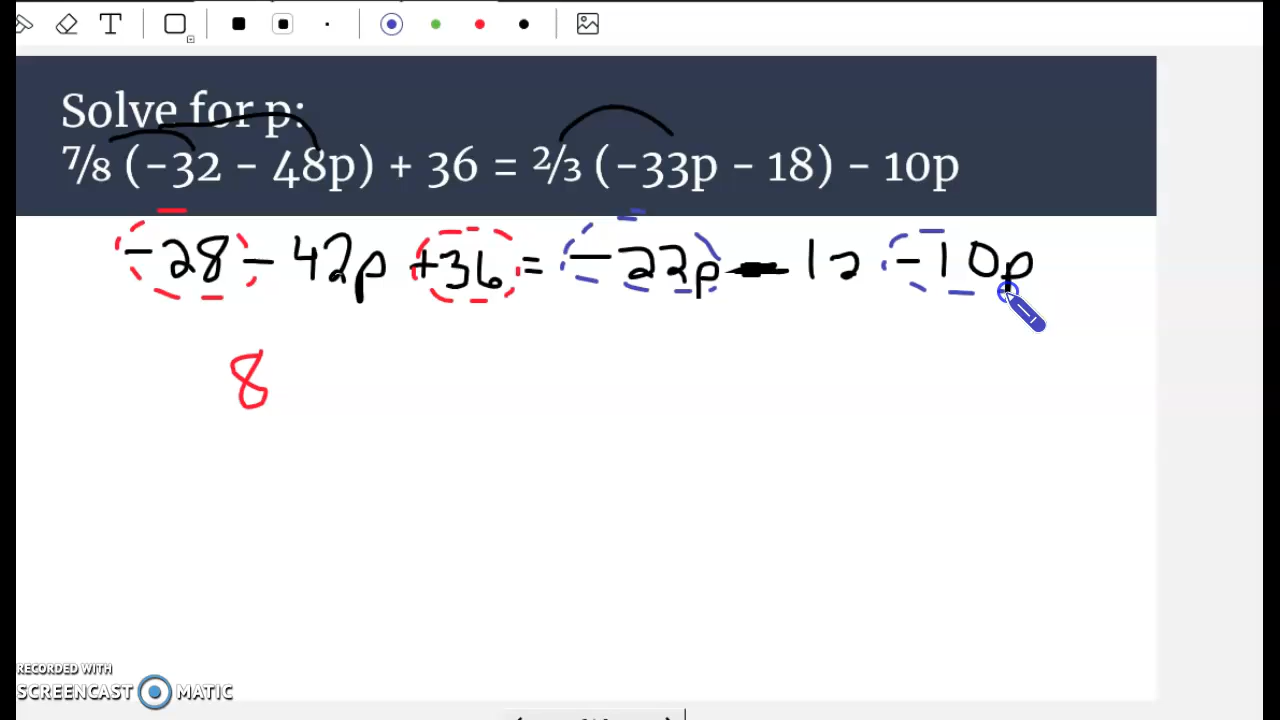 T
Solve for p:
⅞ (-32 - 48p) + 36 = ⅔ (-33p - 18) - 10p
-28 - 42p +36 = -22p - 12 -10p
8
RECORDED WITH
SCREENCAST MATIC